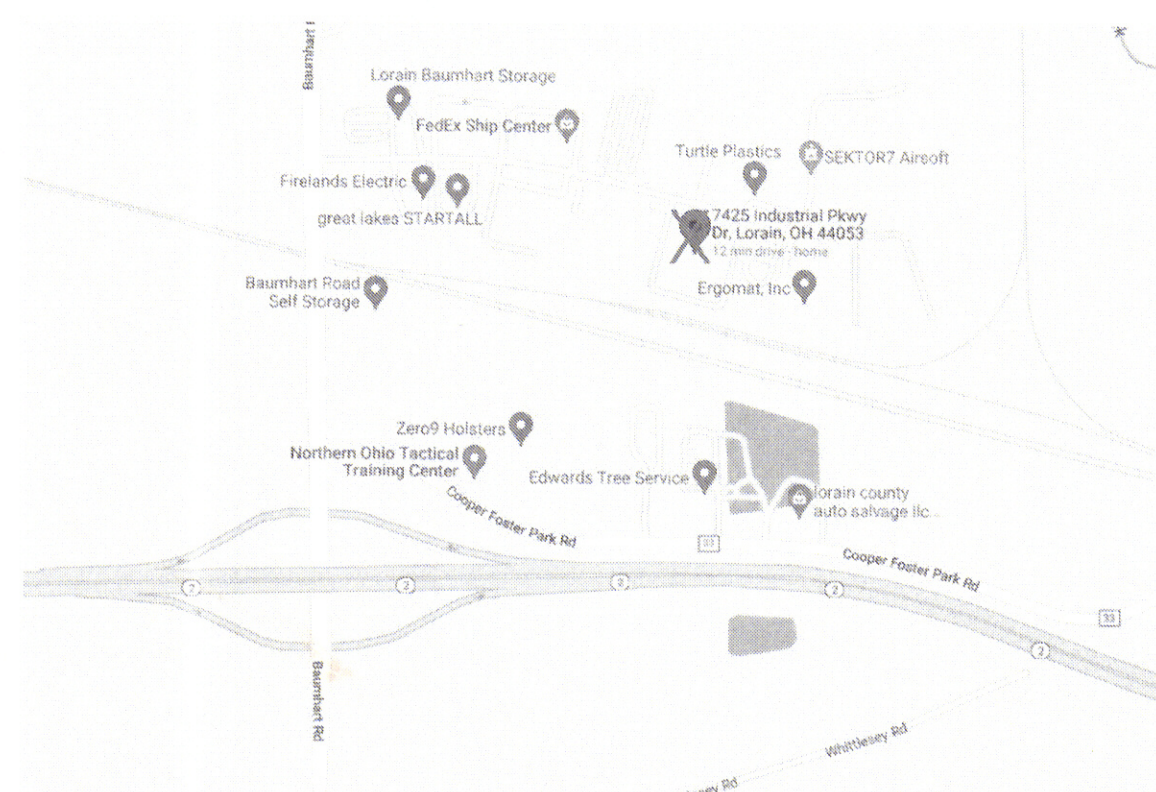 Baumhart
Lorain Baumhart Storage
FedEx Ship Center
Turtle Plastics
SEKTOR7 Airsoft
Firelands Electric
great lakes STARTALL
7425 Industrial Pkwy
Dr, Lorain, OH 44053
12 min drive - home
Baumhart Road
Self Storage
Ergomat, Inc
Zero9 Holsters
Northern Ohio Tactical
Training Center
Edwards Tree Service
lorain county
auto salvage llc..
Cooper Foster Park Rd
33
Cooper Foster Park Rd
2
2
2
2
33
2
Baumhart Rd
Whittlesey Rd
sey Rd